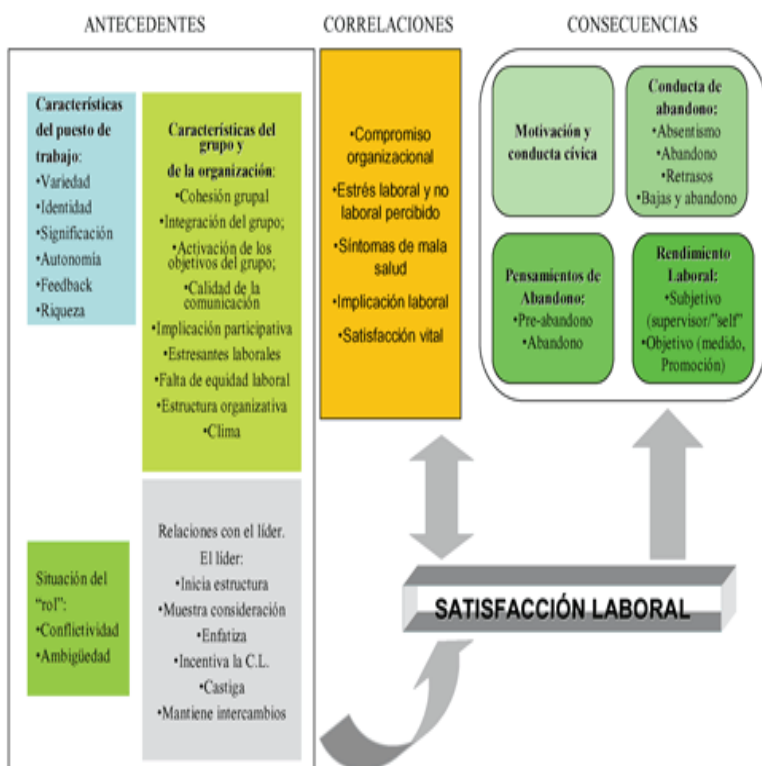 ANTECEDENTES
Características
del puesto de
trabajo:
•Variedad
•Identidad
•Significación
•Autonomía
•Feedback
•Riqueza
Características del
grupo y
de la organización:
•Cohesión grupal
•Integración del grupo;
•Activación de los
objetivos del grupo;
•Calidad de la
comunicación
•Implicación participativa
•Estresantes laborales
•Falta de equidad laboral
•Estructura organizativa
•Clima
Situación del
"rol":
•Conflictividad
•Ambigüedad
Relaciones con el líder.
El líder:
•Inicia estructura
•Muestra consideración
•Enfatiza
•Incentiva la C.L.
•Castiga
•Mantiene intercambios
CORRELACIONES
•Compromiso
organizacional
•Estrés laboral y no
laboral percibido
•Síntomas de mala
salud
•Implicación laboral
•Satisfacción vital
CONSECUENCIAS
Motivación y
conducta cívica
Conducta de
abandono:
•Absentismo
•Abandono
•Retrasos
•Bajas y abandono
Pensamientos de
Abandono:
•Pre-abandono
•Abandono
Rendimiento
Laboral:
•Subjetivo
(supervisor/"self"
•Objetivo (medido,
Promoción)
SATISFACCIÓN LABORAL